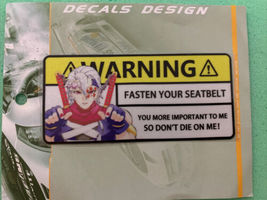 DECALS DESIGN
WARNING
FASTEN YOUR SEATBELT
YOU MORE IMPORTANT TO ME
SO DON'T DIE ON ME!